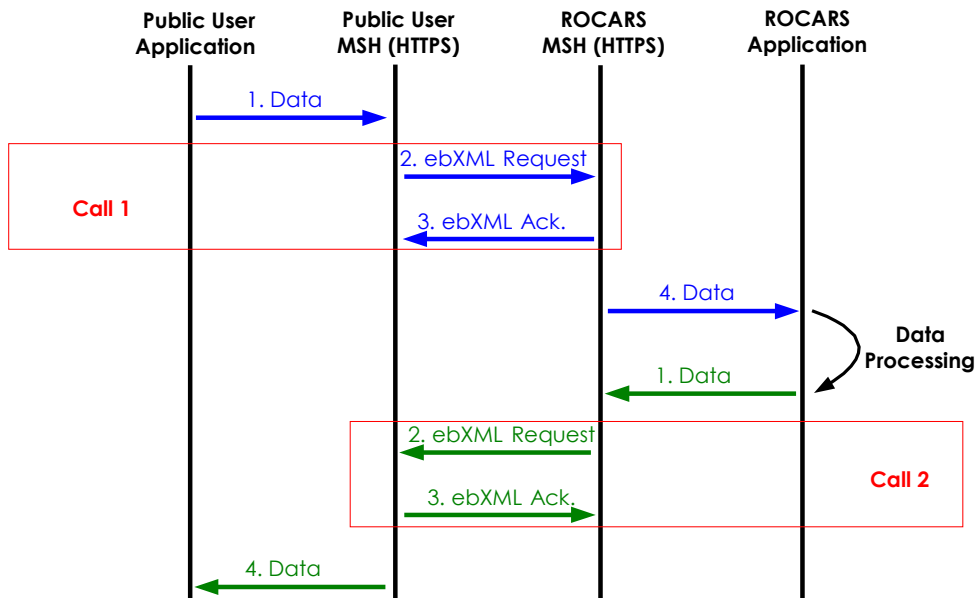 Public User
Application
Public User
MSH (HTTPS)
ROCARS
MSH (HTTPS)
ROCARS
Application
1. Data
2. ebXML Request
Call 1
3. ebXML Ack.
4. Data
Data
Processing
1. Data
2. ebXML Request
Call 2
3. ebXML Ack.
4. Data